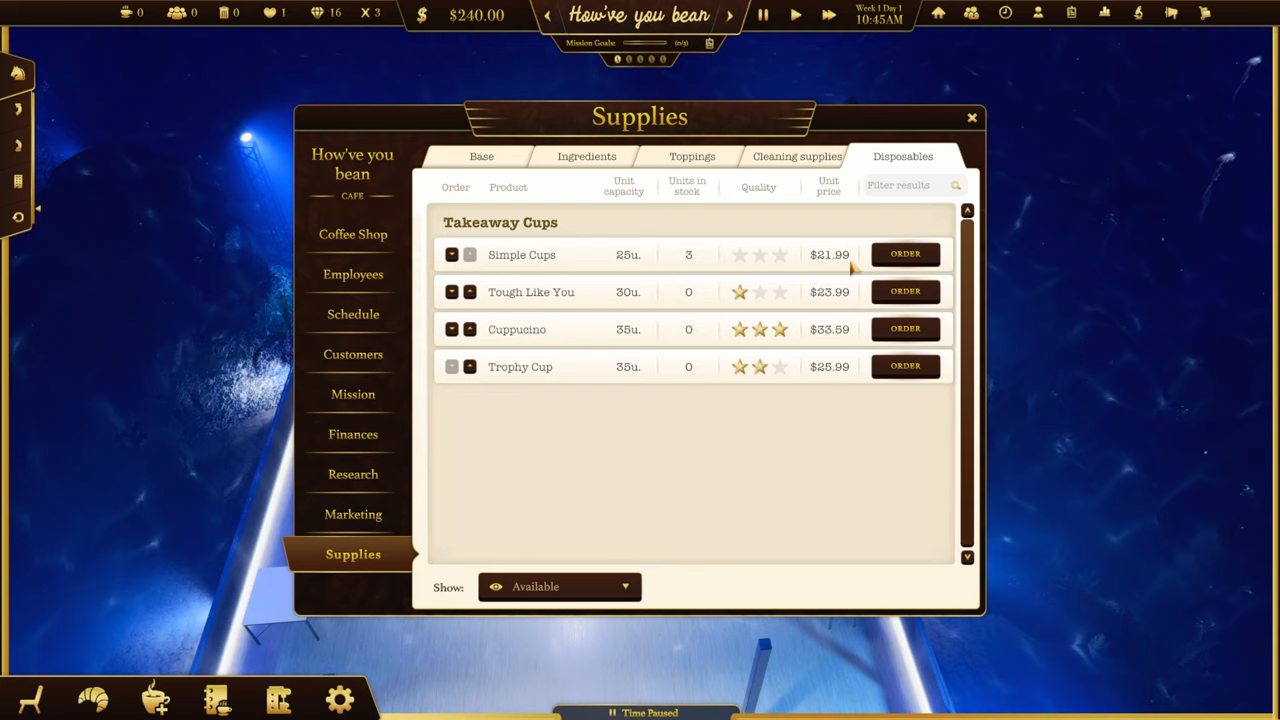 0 0 0 1 16 X 3 $ $240.00 How've you bean Week 1 Day 1
10:45AM
Mission Goals: (0/3)
Supplies
How've you
bean
CAFE
Coffee Shop
Employees
Schedule
Customers
Mission
Finances
Research
Marketing
Supplies
Base Ingredients Toppings Cleaning supplies Disposables
Order Product Unit capacity Units in stock Quality Unit price Filter results
Takeaway Cups
Simple Cups 25u. 3 $21.99 ORDER
Tough Like You 30u. 0 $23.99 ORDER
Cuppucino 35u. 0 $33.59 ORDER
Trophy Cup 35u. 0 $25.99 ORDER
Show: Available
Time Paused